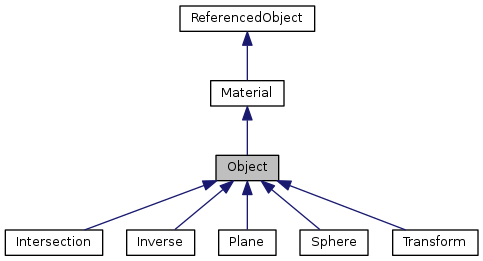 ReferencedObject
Material
Object
Intersection
Inverse
Plane
Sphere
Transform